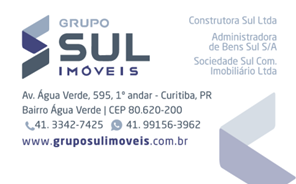 GRUPO
SUL
IMÓVEIS
Construtora Sul Ltda
Administradora
de Bens Sul S/A
Sociedade Sul Com.
Imobiliário Ltda
Av. Água Verde, 595, 1º andar - Curitiba, PR
Bairro Água Verde | CEP 80.620-200
41. 3342-7425 41. 99156-3962
www.gruposulimoveis.com.br